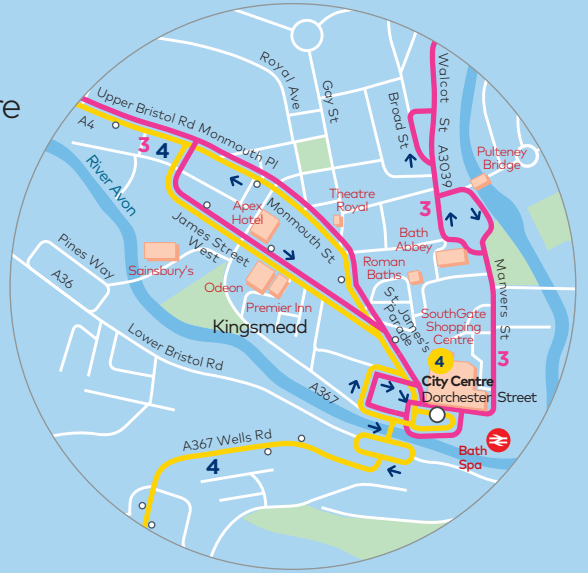 re
Royal Ave
Gay St
Broad St
Walcot St A3039
Upper Bristol Rd Monmouth Pl
A4
3 4
River Avon
Pulteney
Bridge
Theatre
Royal
3
Apex
Hotel
Monmouth St
James Street
West
Bath
Abbey
Roman
Baths
Pines Way
A36
Sainsbury's
Odeon
Premier Inn
Kingsmead
St. James's
Parade
SouthGate
Shopping
Centre
Manvers St
3
Lower Bristol Rd
4
City Centre
Dorchester Street
A367
A367 Wells Rd
4
Bath
Spa